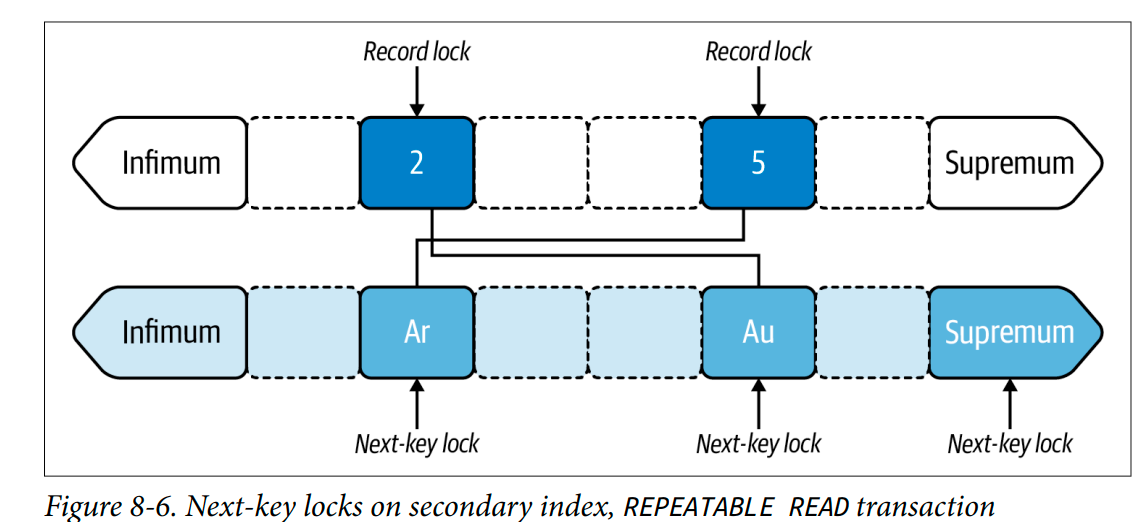 Record lock Record lock
Infimum 2 5 Supremum
Infimum Ar Au Supremum
Next-key lock Next-key lock Next-key lock
Figure 8-6. Next-key locks on secondary index, REPEATABLE READ transaction